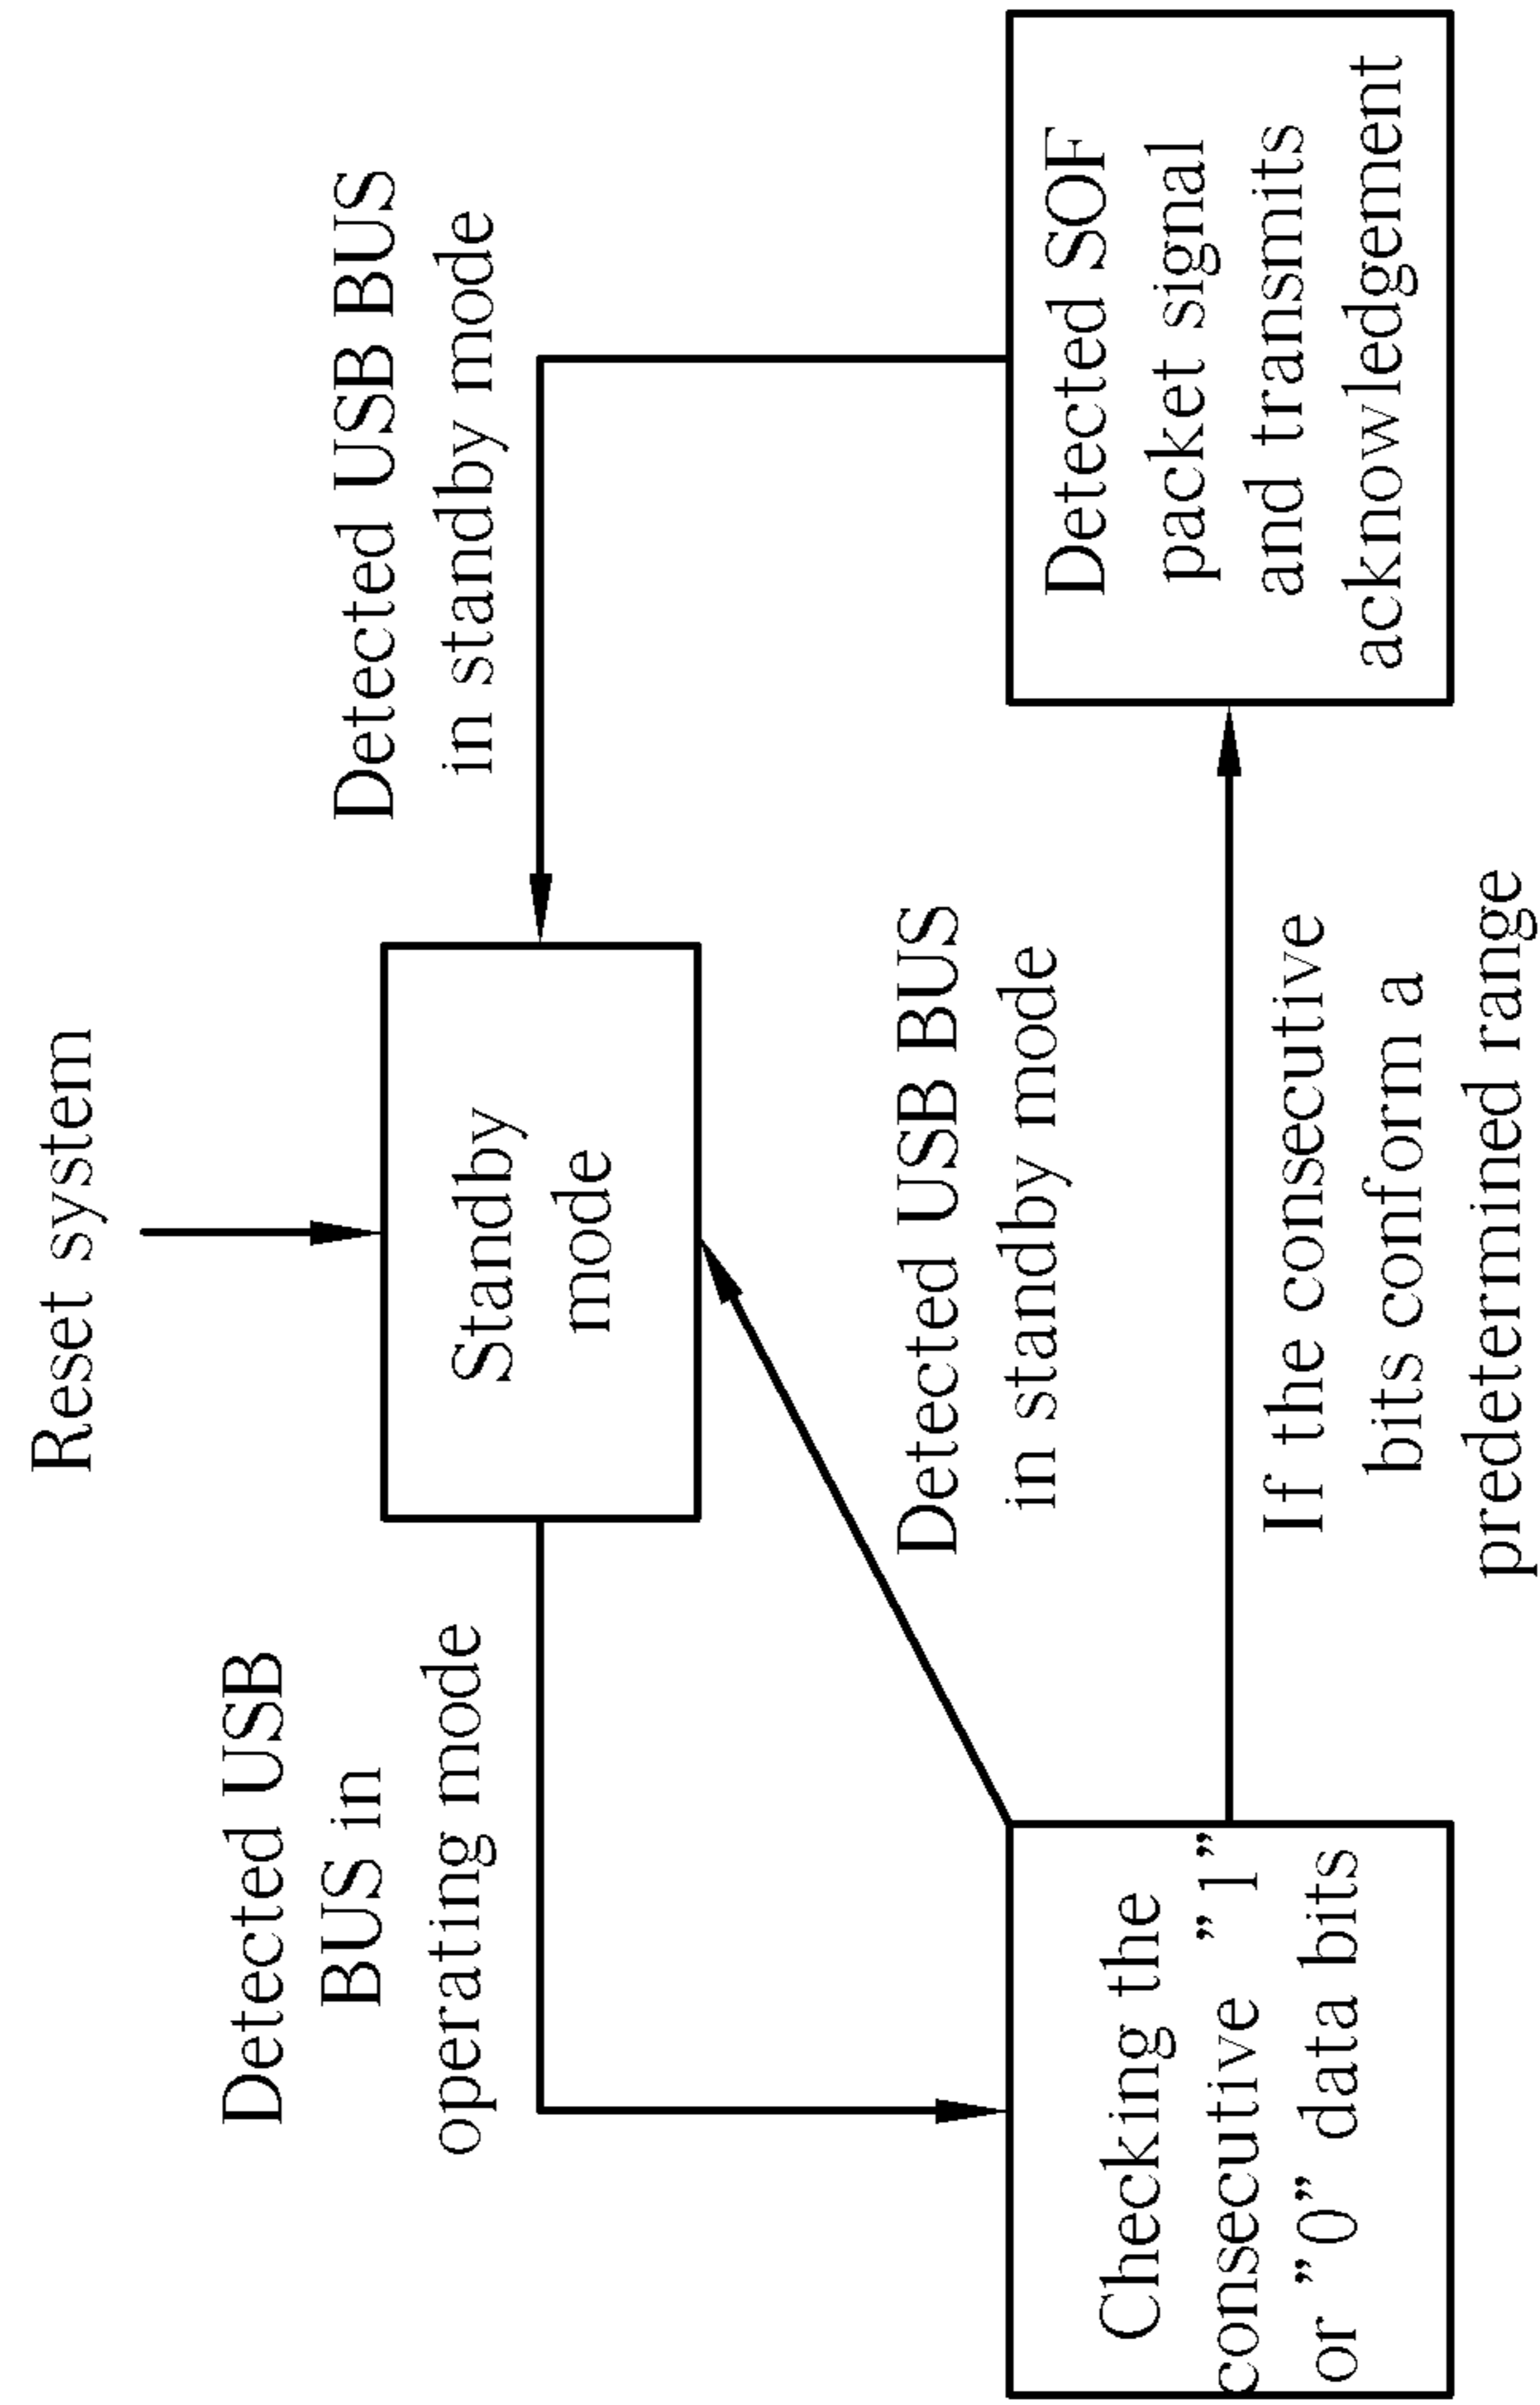 Reset system
Detected USB
BUS in
operating mode
Standby
mode
Detected USB BUS
in standby mode
Detected USB BUS
in standby mode
Checking the
consecutive "1"
or "0" data bits
If the consecutive
bits conform a
predetermined range
Detected SOF
packet signal
and transmits
acknowledgement